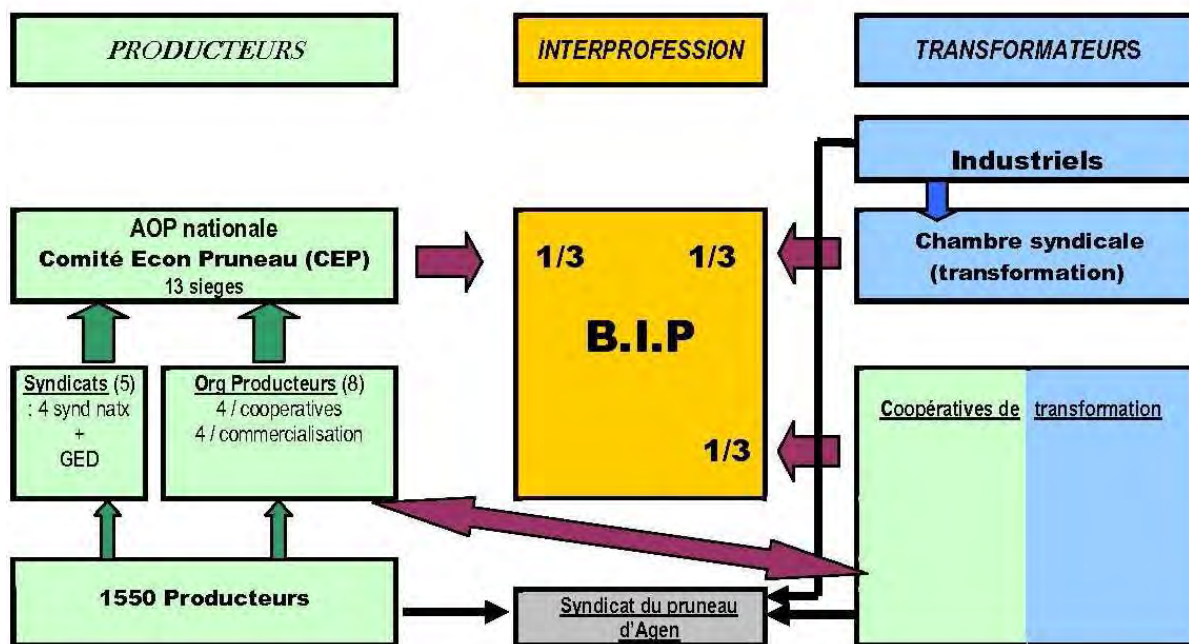 PRODUCTEURS
INTERPROFESSION
TRANSFORMATEURS
Industriels
AOP nationale
Comité Econ Pruneau (CEP)
13 sieges
1/3
1/3
B.I.P
1/3
Chambre syndicale
(transformation)
Syndicats (5)
: 4 synd natx
+
GED
Org Producteurs (8)
4 / cooperatives
4 / commercialisation
Coopératives de transformation
1550 Producteurs
Syndicat du pruneau
d'Agen